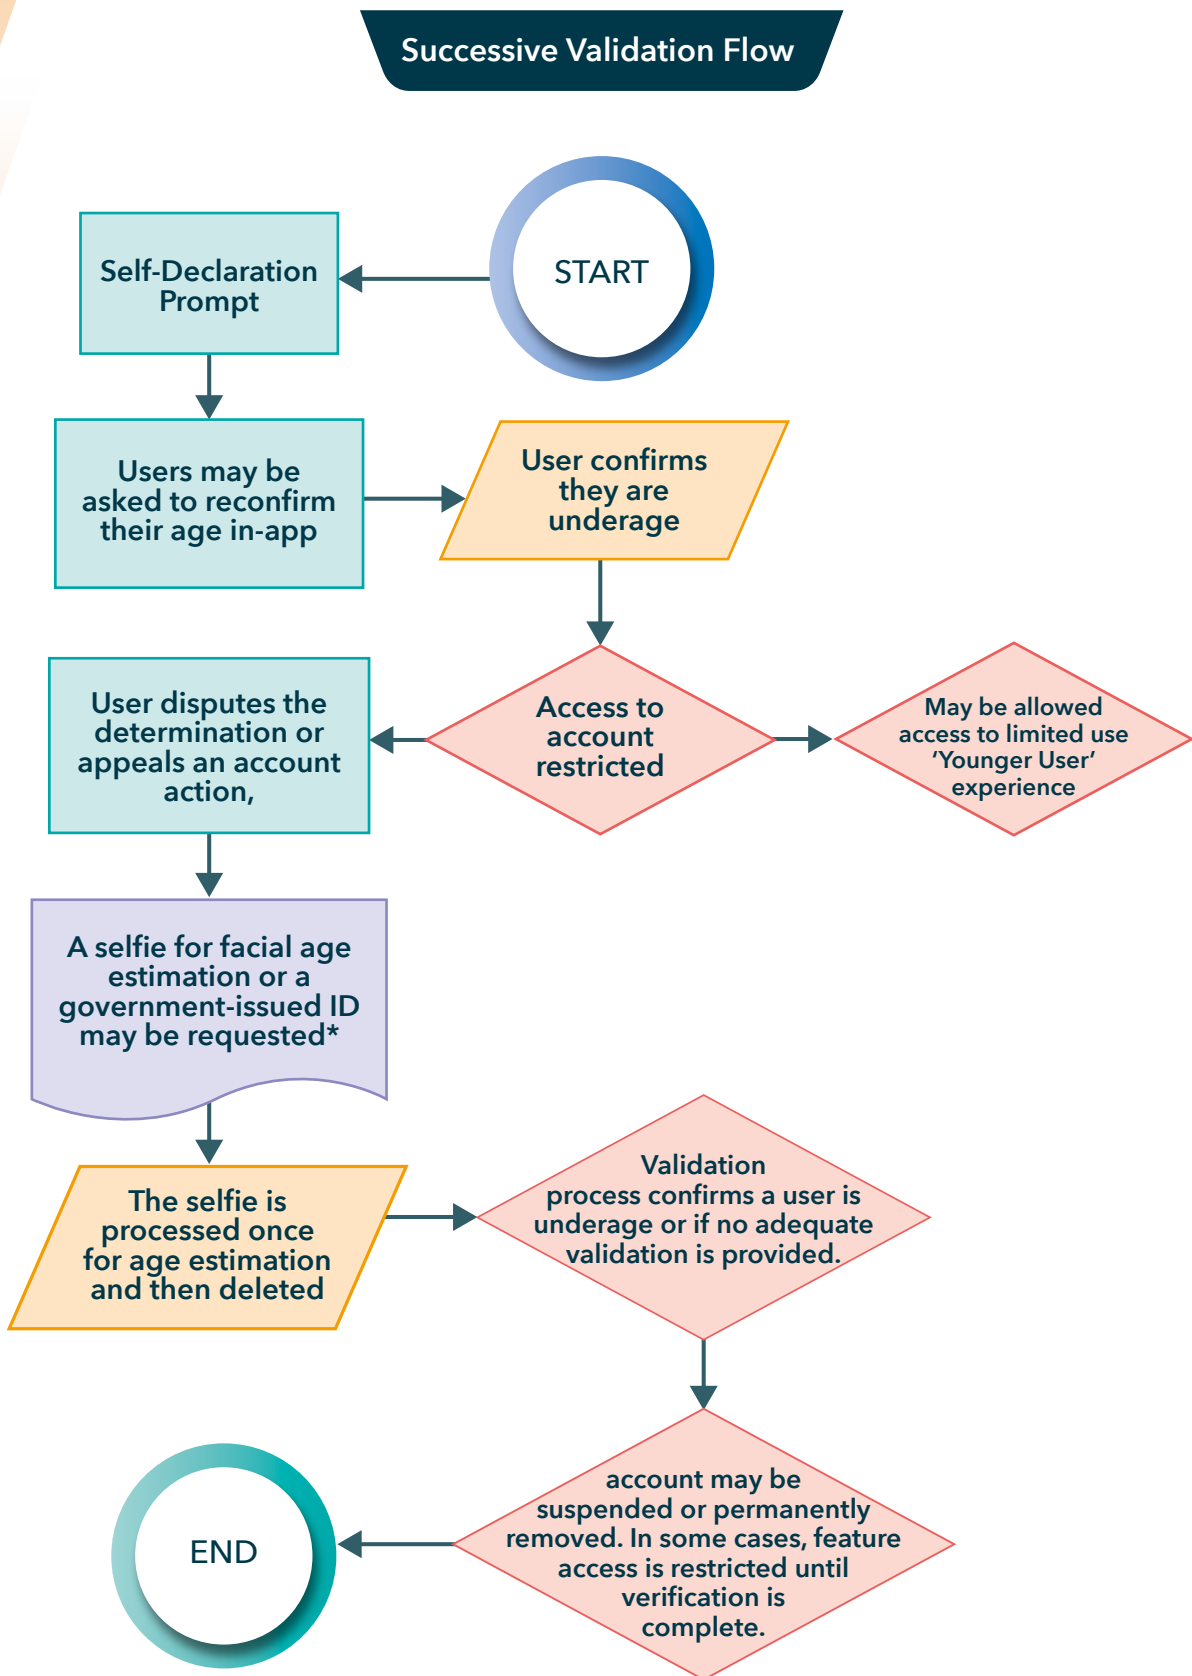 Successive Validation Flow
START
Self-Declaration
Prompt
Users may be
asked to reconfirm
their age in-app
User confirms
they are
underage
Access to
account
restricted
May be allowed
access to limited use
‘Younger User’
experience
User disputes the
determination or
appeals an account
action,
A selfie for facial age
estimation or a
government-issued ID
may be requested*
The selfie is
processed once
for age estimation
and then deleted
Validation
process confirms a user is
underage or if no adequate
validation is provided.
account may be
suspended or permanently
removed. In some cases, feature
access is restricted until
verification is
complete.
END